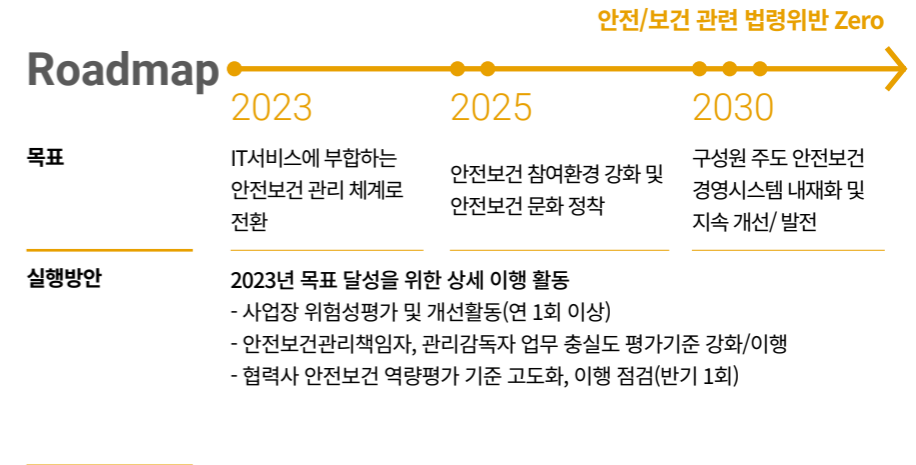 안전/보건 관련 법령위반 Zero
Roadmap
2023
2025
2030
목표
IT서비스에 부합하는
안전보건 관리 체계로
전환
안전보건 참여환경 강화 및
안전보건 문화 정착
구성원 주도 안전보건
경영시스템 내재화 및
지속 개선/ 발전
실행방안
2023년 목표 달성을 위한 상세 이행 활동
- 사업장 위험성평가 및 개선활동(연 1회 이상)
- 안전보건관리책임자, 관리감독자 업무 충실도 평가기준 강화/이행
- 협력사 안전보건 역량평가 기준 고도화, 이행 점검(반기 1회)